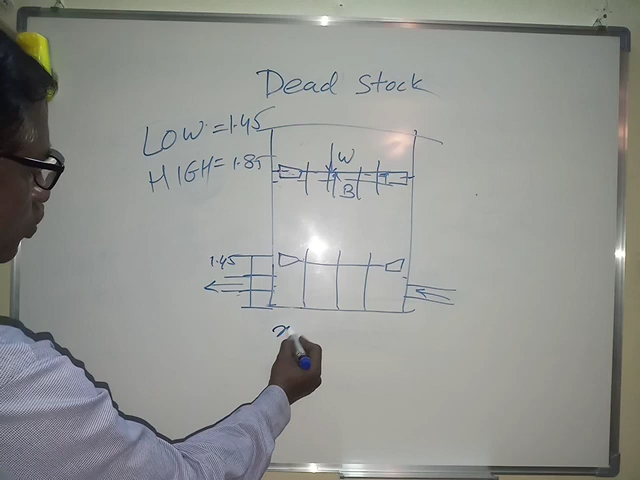 Dead Stock
LOW = 1.45
HIGH = 1.85
W
B
1.45